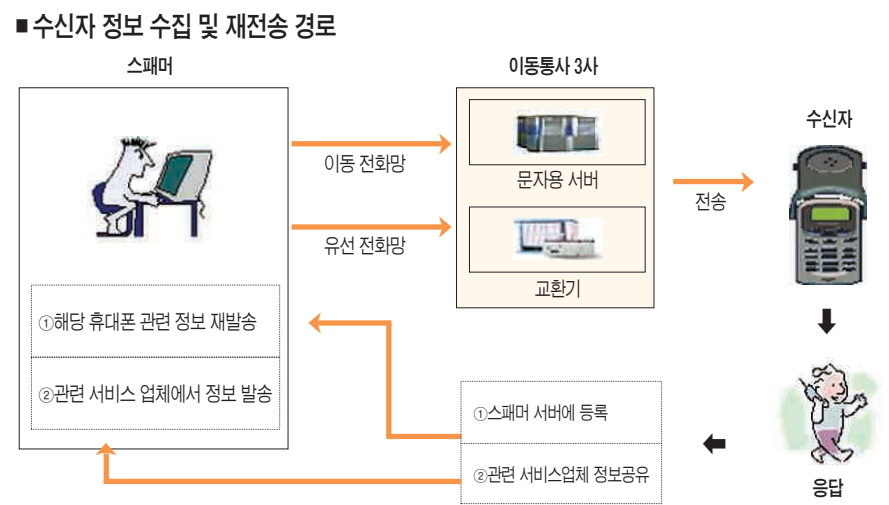 ■ 수신자 정보 수집 및 재전송 경로
스패머
이동통사 3사
수신자
이동 전화망
문자용 서버
전송
유선 전화망
교환기
①해당 휴대폰 관련 정보 재발송
②관련 서비스 업체에서 정보 발송
①스패머 서버에 등록
②관련 서비스업체 정보공유
응답